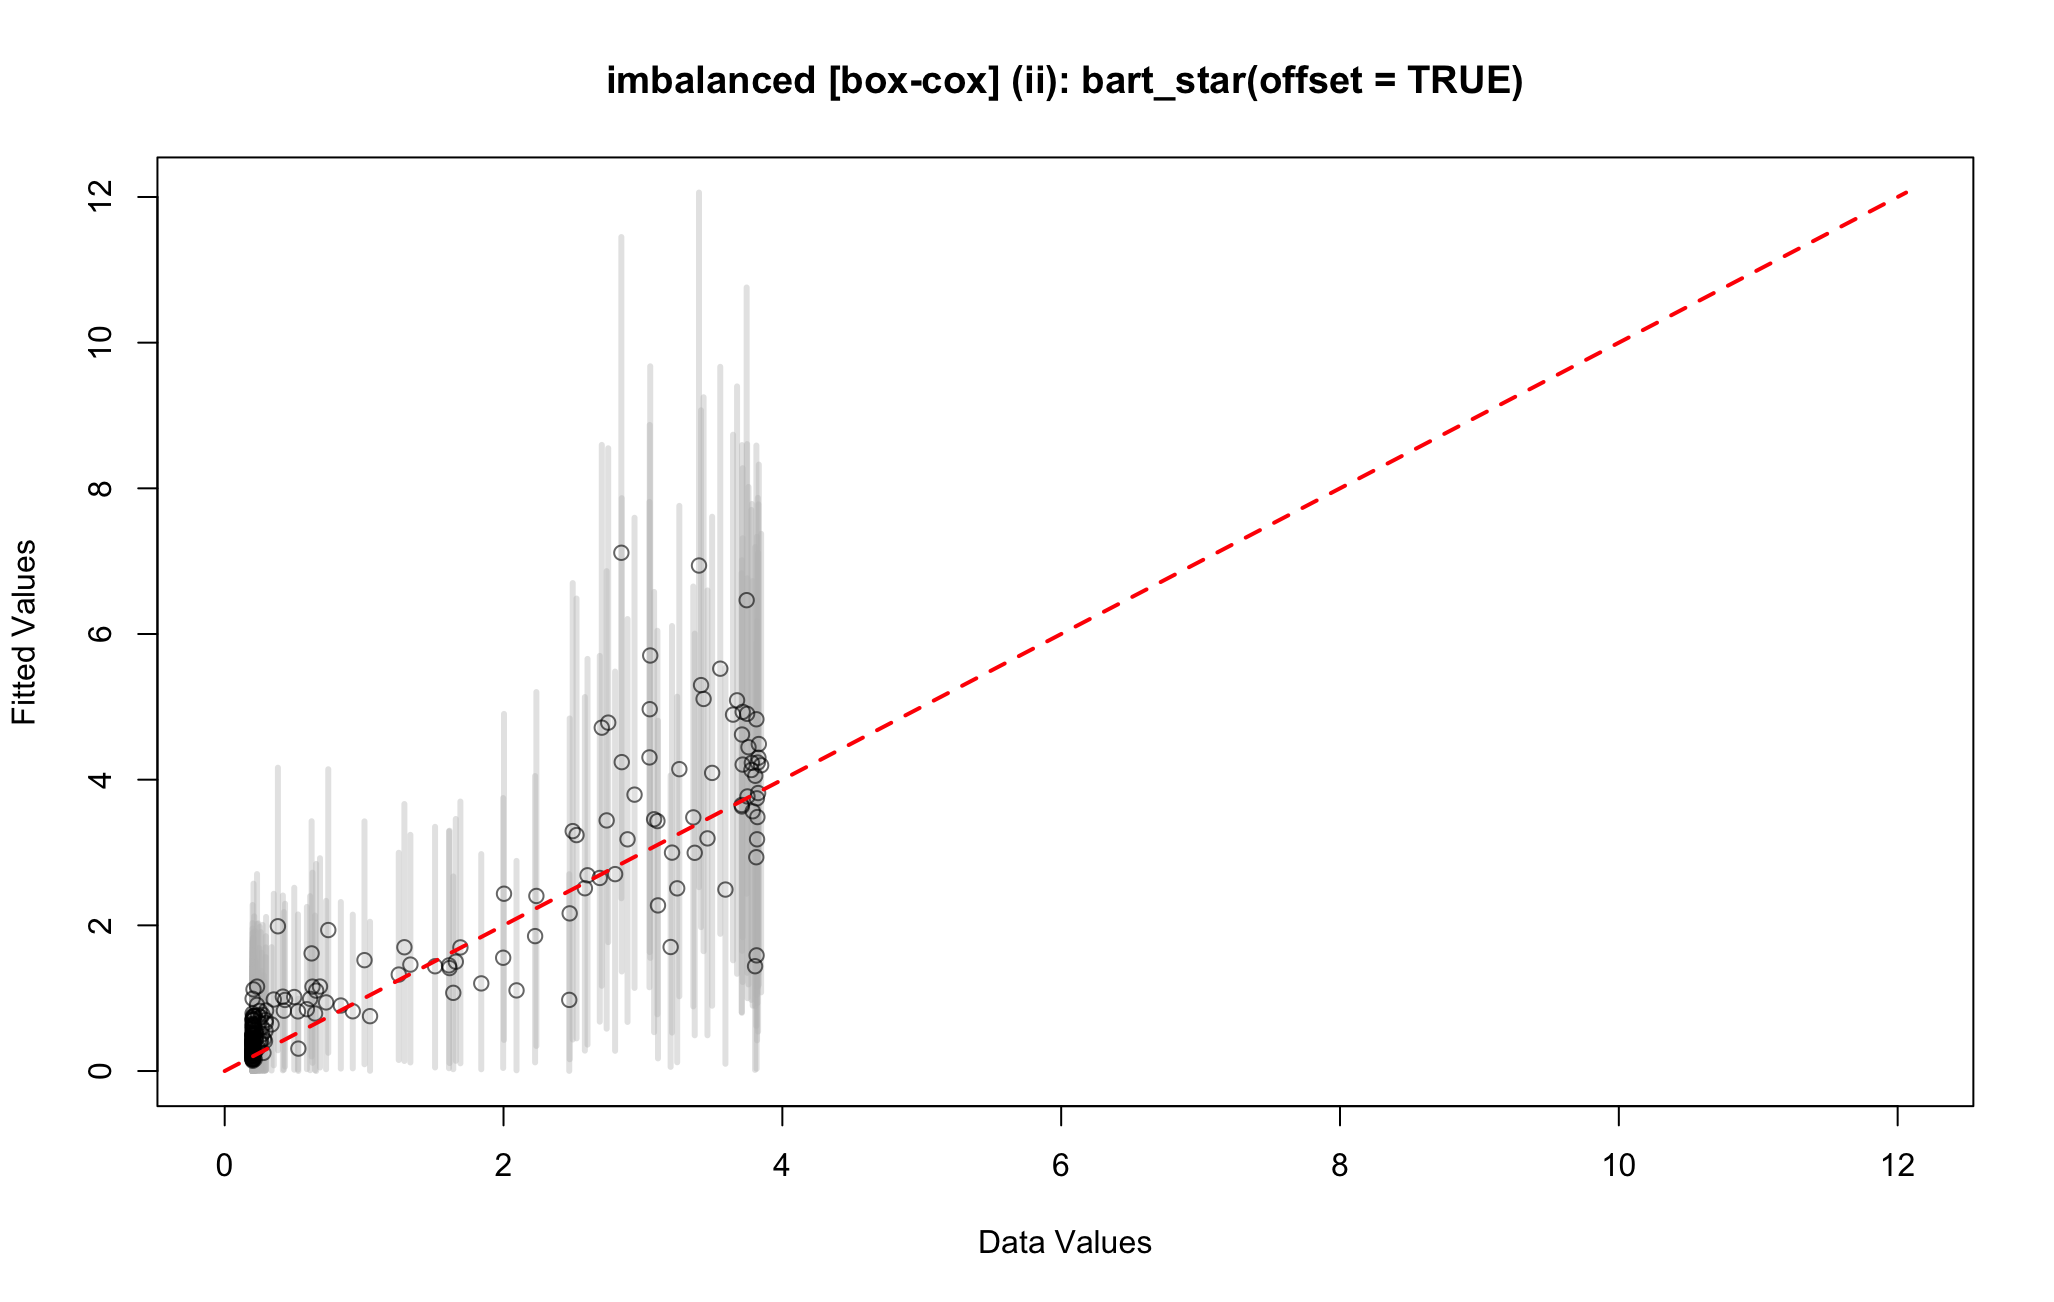 imbalanced [box-cox] (ii): bart_star(offset = TRUE)
Fitted Values
12
10
8
6
4
2
0
0 2 4 6 8 10 12
Data Values